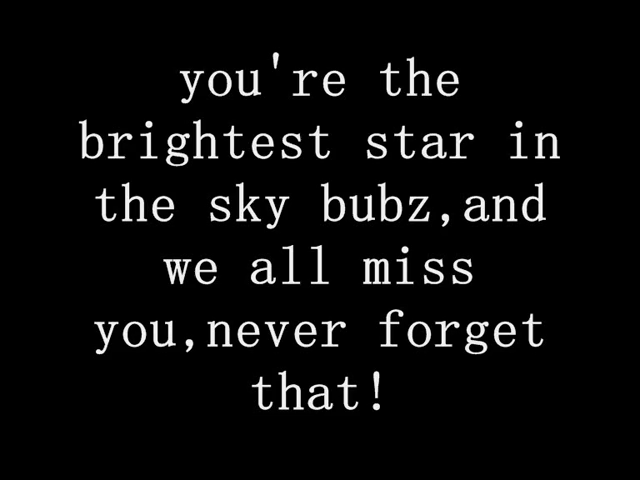 you're the
brightest star in
the sky bubz,and
we all miss
you,never forget
that!